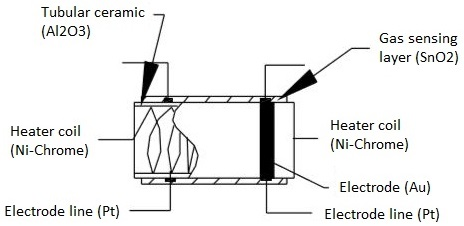 Tubular ceramic
(Al2O3)
Gas sensing
layer (SnO2)
Heater coil
(Ni-Chrome)
Heater coil
(Ni-Chrome)
Electrode (Au)
Electrode line (Pt)
Electrode line (Pt)